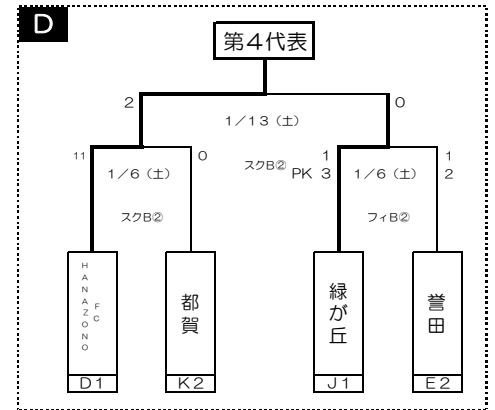 D
第4代表
2
0
1/13（土）
11
0
スクB②
1
1
1/6（土）
PK 3
1/6（土）
2
スクB②
フィB②
HANAZONO
FC
都賀
緑が丘
誉田
D1
K2
J1
E2